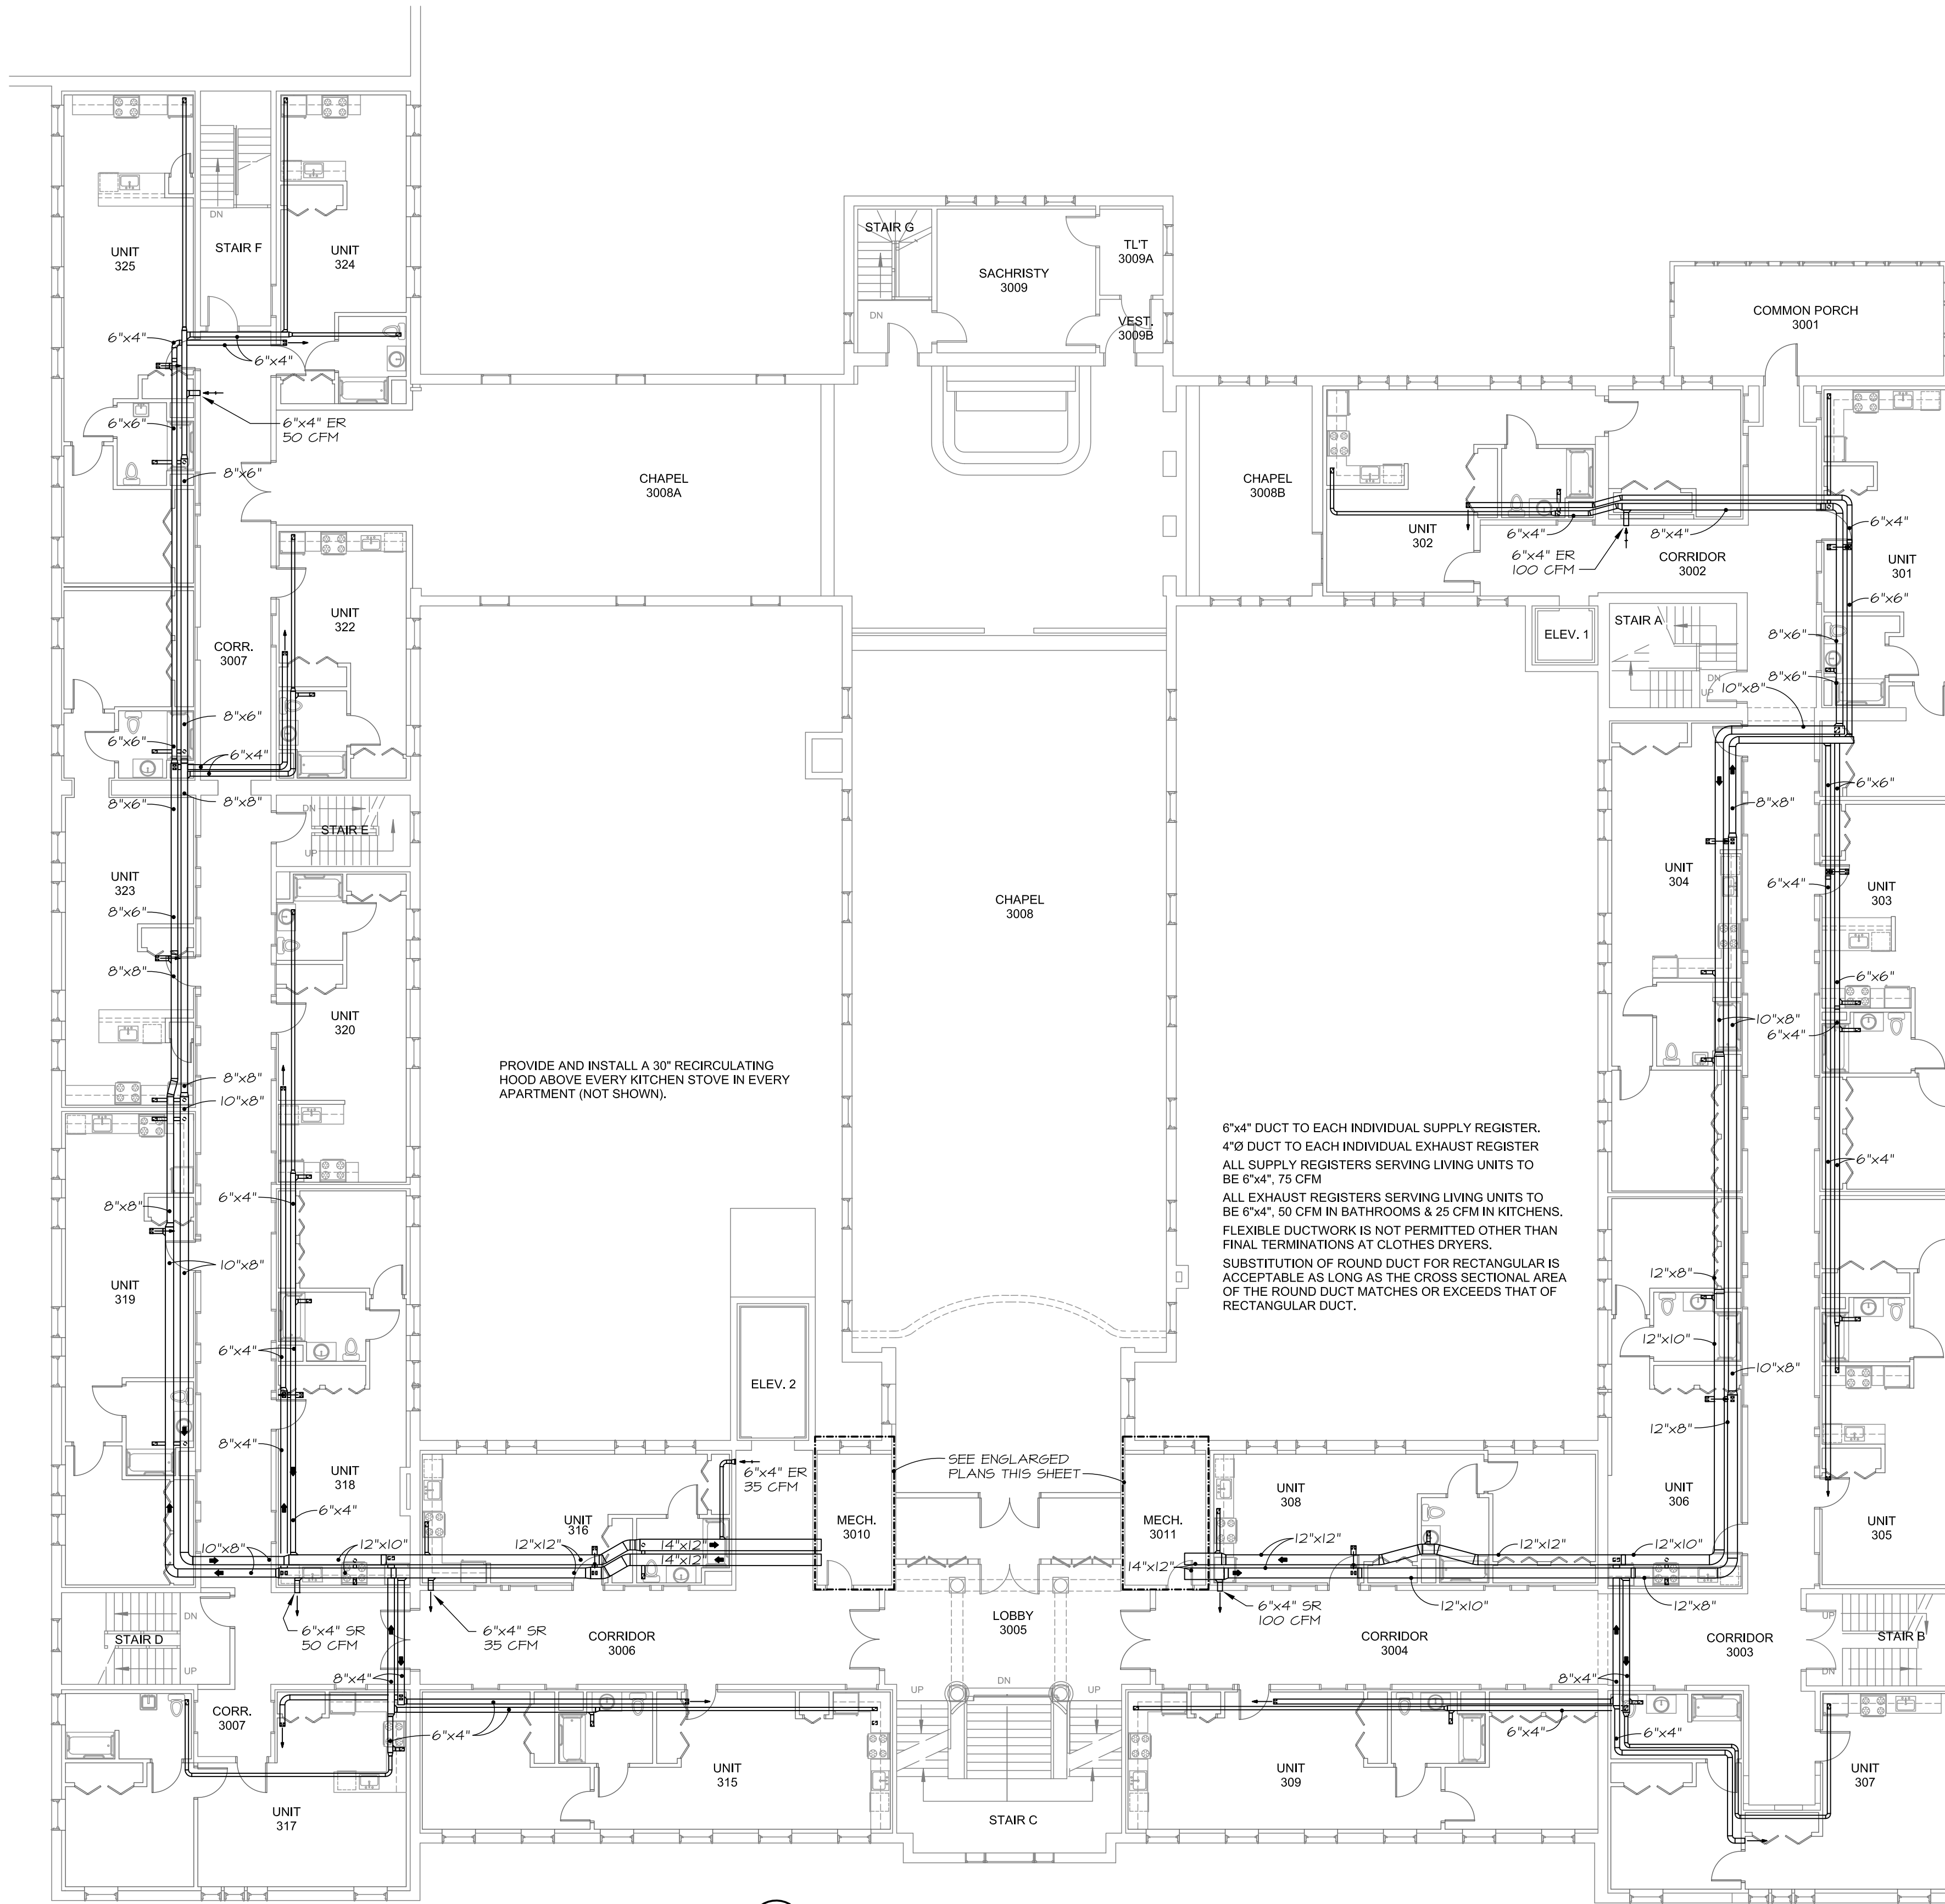 STAIR G
SACHRISTY
3009
TL'T
3009A
DN
VEST.
3009B
DN
STAIR F
UNIT
325
UNIT
324
COMMON PORCH
3001
6"x4"
6"x4"
6"x4" ER
50 CFM
6"x6"
8"x6"
CHAPEL
3008A
CHAPEL
3008B
UNIT
302
6"x4"
8"x4"
6"x4" ER
100 CFM
CORRIDOR
3002
6"x4"
UNIT
301
6"x6"
UNIT
322
CORR.
3007
ELEV. 1
STAIR A
8"x6"
DN
UP
8"x6"
10"x8"
8"x6"
6"x6"
6"x4"
8"x6"
8"x8"
6"x6"
8"x8"
DN
STAIR E
UP
UNIT
323
8"x6"
8"x8"
UNIT
304
6"x4"
UNIT
303
CHAPEL
3008
6"x6"
UNIT
320
10"x8"
6"x4"
PROVIDE AND INSTALL A 30" RECIRCULATING
HOOD ABOVE EVERY KITCHEN STOVE IN EVERY
APARTMENT (NOT SHOWN).
8"x8"
10"x8"
6"x4" DUCT TO EACH INDIVIDUAL SUPPLY REGISTER.
4"Ø DUCT TO EACH INDIVIDUAL EXHAUST REGISTER
ALL SUPPLY REGISTERS SERVING LIVING UNITS TO
BE 6"x4", 75 CFM
ALL EXHAUST REGISTERS SERVING LIVING UNITS TO
BE 6"x4", 50 CFM IN BATHROOMS & 25 CFM IN KITCHENS.
FLEXIBLE DUCTWORK IS NOT PERMITTED OTHER THAN
FINAL TERMINATIONS AT CLOTHES DRYERS.
SUBSTITUTION OF ROUND DUCT FOR RECTANGULAR IS
ACCEPTABLE AS LONG AS THE CROSS SECTIONAL AREA
OF THE ROUND DUCT MATCHES OR EXCEEDS THAT OF
RECTANGULAR DUCT.
6"x4"
8"x8"
6"x4"
10"x8"
UNIT
319
12"x8"
12"x10"
6"x4"
10"x8"
ELEV. 2
12"x8"
8"x4"
UNIT
318
6"x4" ER
35 CFM
SEE ENGLARGED
PLANS THIS SHEET
UNIT
308
UNIT
306
6"x4"
UNIT
316
MECH.
3010
MECH.
3011
UNIT
305
10"x8"
12"x10"
12"x12"
14"x12"
14"x12"
12"x12"
12"x12"
12"x10"
14"x12"
12"x10"
12"x8"
6"x4" SR
50 CFM
6"x4" SR
35 CFM
CORRIDOR
3006
LOBBY
3005
6"x4" SR
100 CFM
CORRIDOR
3004
CORRIDOR
3003
DN
STAIR D
UP
UP
STAIR B
DN
8"x4"
8"x4"
CORR.
3007
UP
DN
UP
6"x4"
6"x4"
6"x4"
UNIT
315
UNIT
309
UNIT
307
UNIT
317
STAIR C